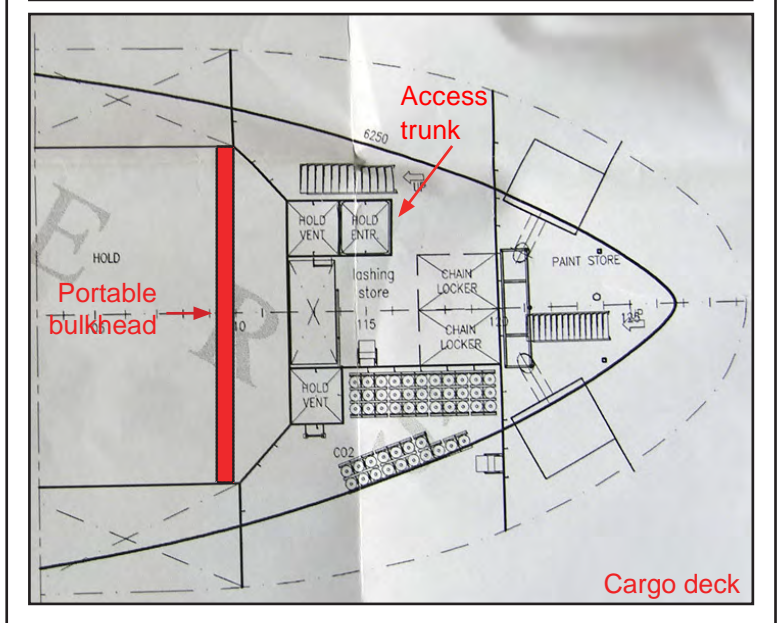 Access
trunk
6250
UP
HOLD
VENT
HOLD
ENTR.
HOLD
lashing
store
PAINT STORE
CHAIN
LOCKER
Portable
bulkhead
115
CHAIN
LOCKER
120
125
HOLD
VENT
CO2
E
R
Cargo deck